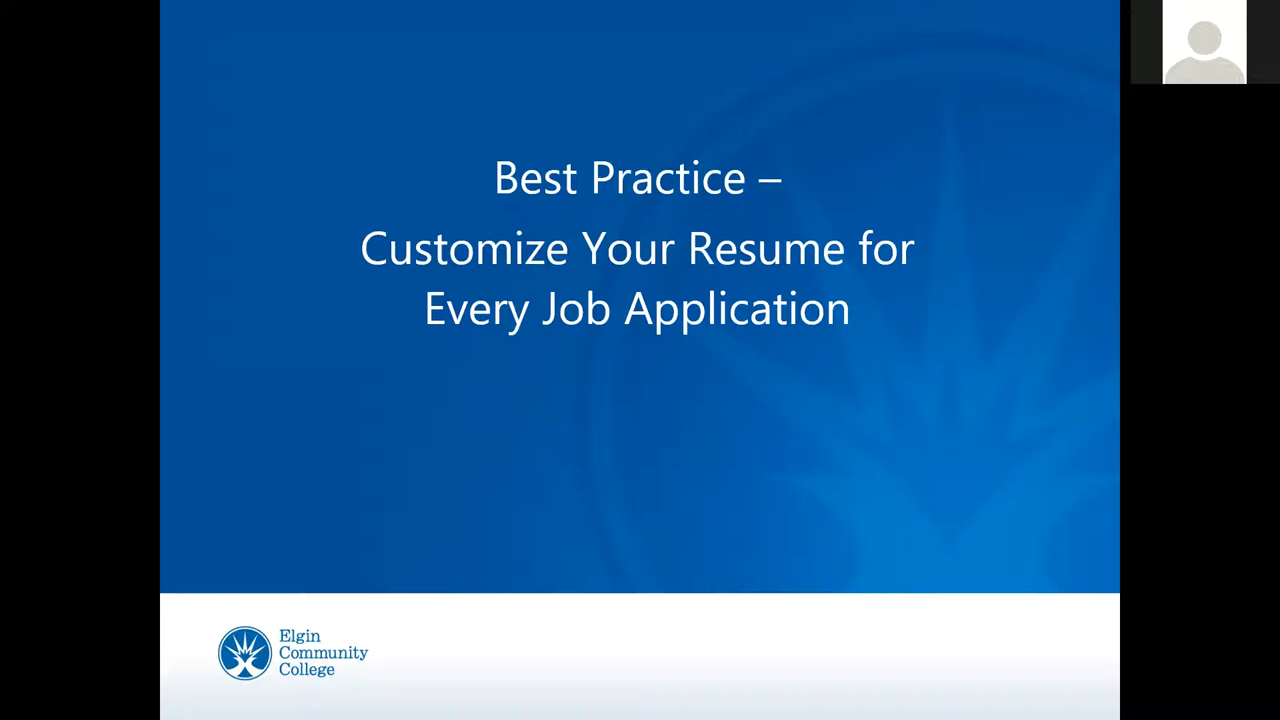 Best Practice –
Customize Your Resume for
Every Job Application
Elgin
Community
College